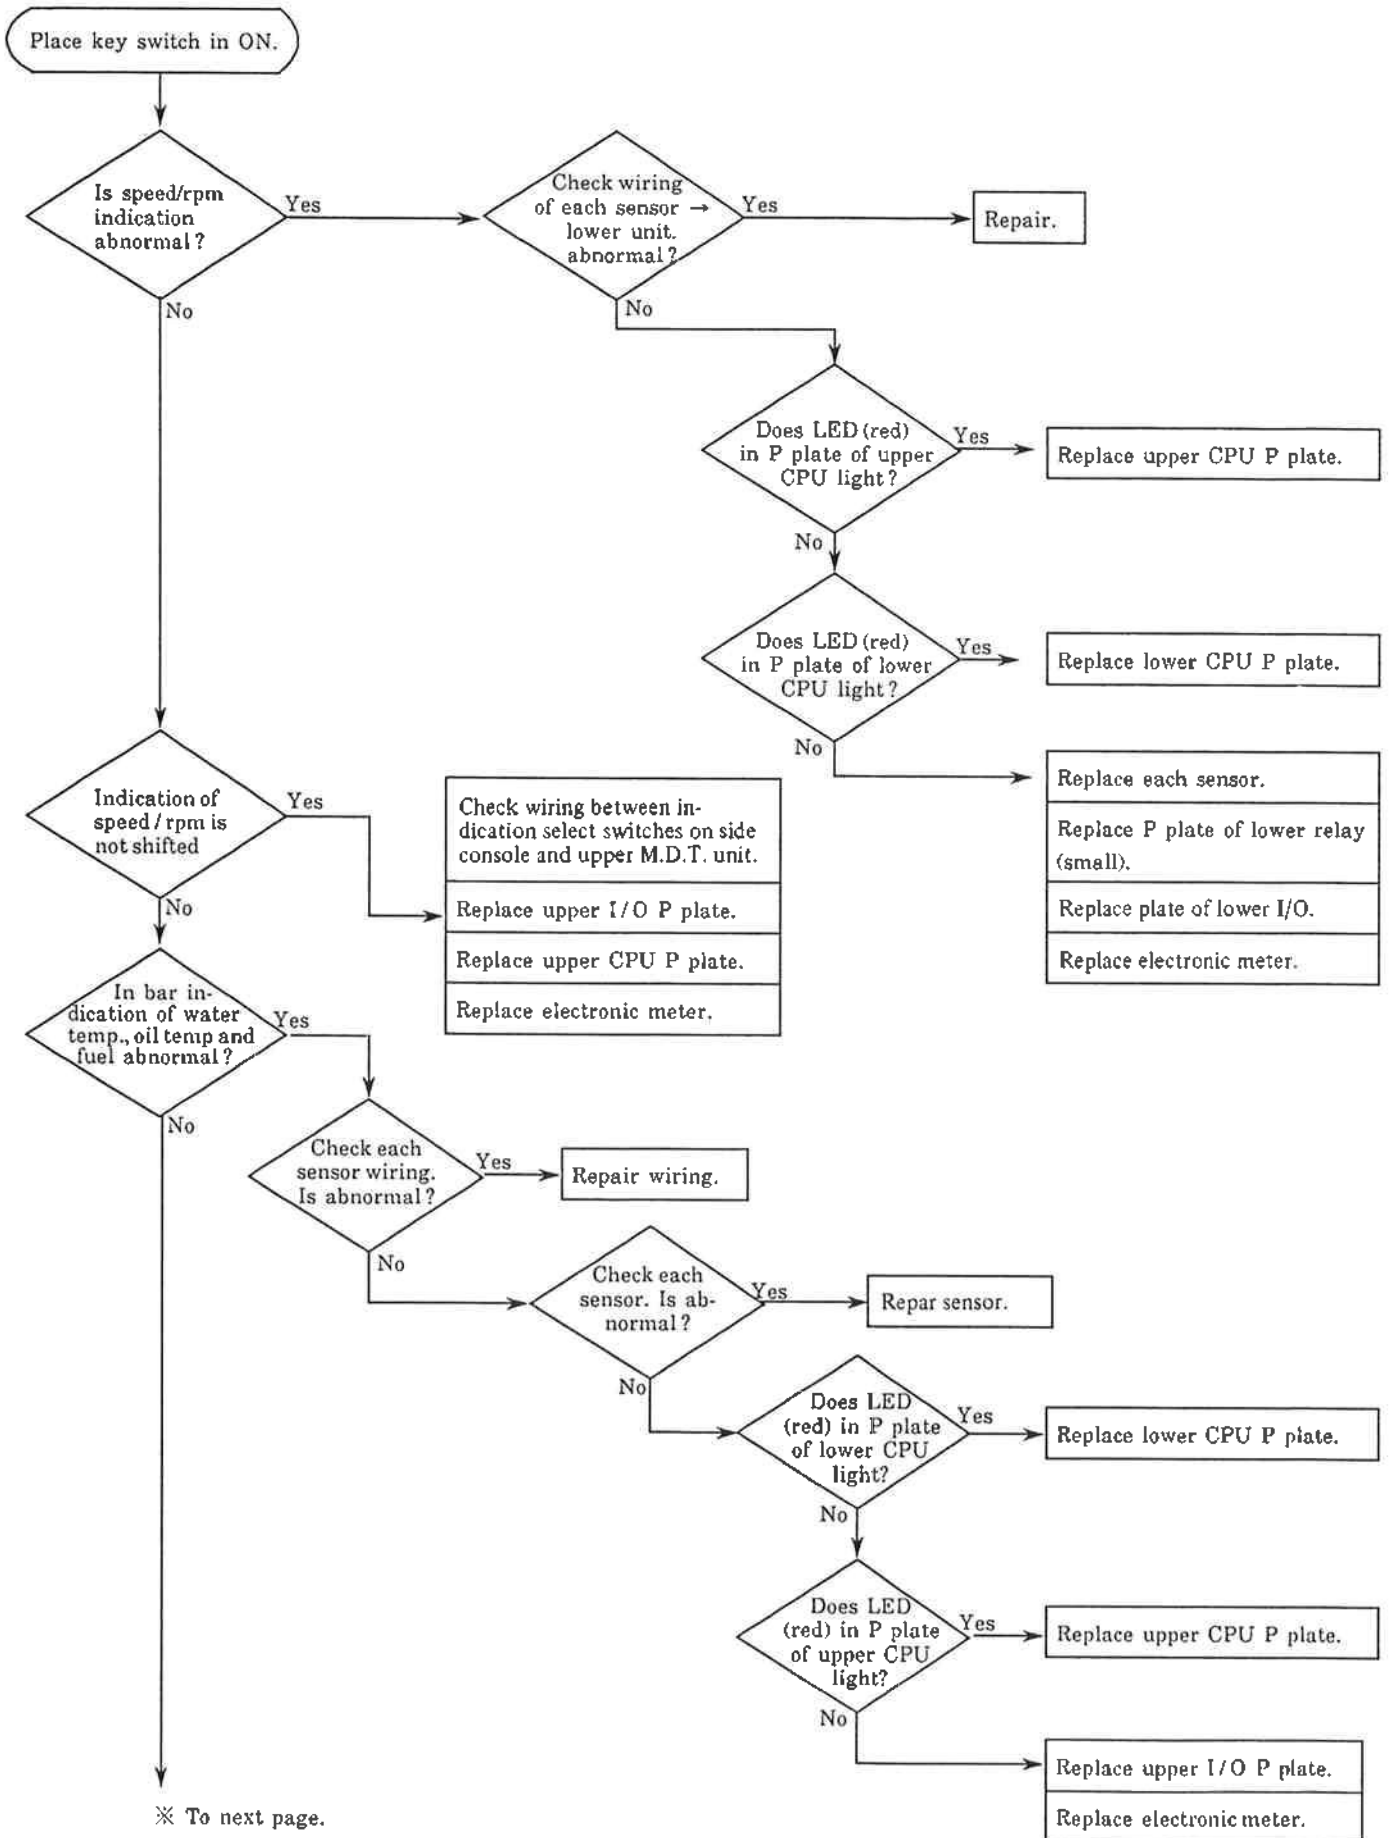 Place key switch in ON.
Is speed/rpm
indication
abnormal?
Yes
No
Check wiring
of each sensor →
lower unit.
abnormal?
Yes
No
Repair.
Does LED (red)
in P plate of upper
CPU light?
Yes
No
Replace upper CPU P plate.
Does LED (red)
in P plate of lower
CPU light?
Yes
No
Replace lower CPU P plate.
Replace each sensor.
Replace P plate of lower relay
(small).
Replace plate of lower I/O.
Replace electronic meter.
Indication of
speed/rpm is
not shifted
Yes
No
Check wiring between in-
dication select switches on side
console and upper M.D.T. unit.
Replace upper I/O P plate.
Replace upper CPU P plate.
Replace electronic meter.
In bar in-
dication of water
temp., oil temp and
fuel abnormal?
Yes
No
Check each
sensor wiring.
Is abnormal?
Yes
No
Repair wiring.
Check each
sensor. Is ab-
normal?
Yes
No
Repar sensor.
Does LED
(red) in P plate
of lower CPU
light?
Yes
No
Replace lower CPU P plate.
Does LED
(red) in P plate
of upper CPU
light?
Yes
No
Replace upper CPU P plate.
Replace upper I/O P plate.
Replace electronic meter.
※ To next page.